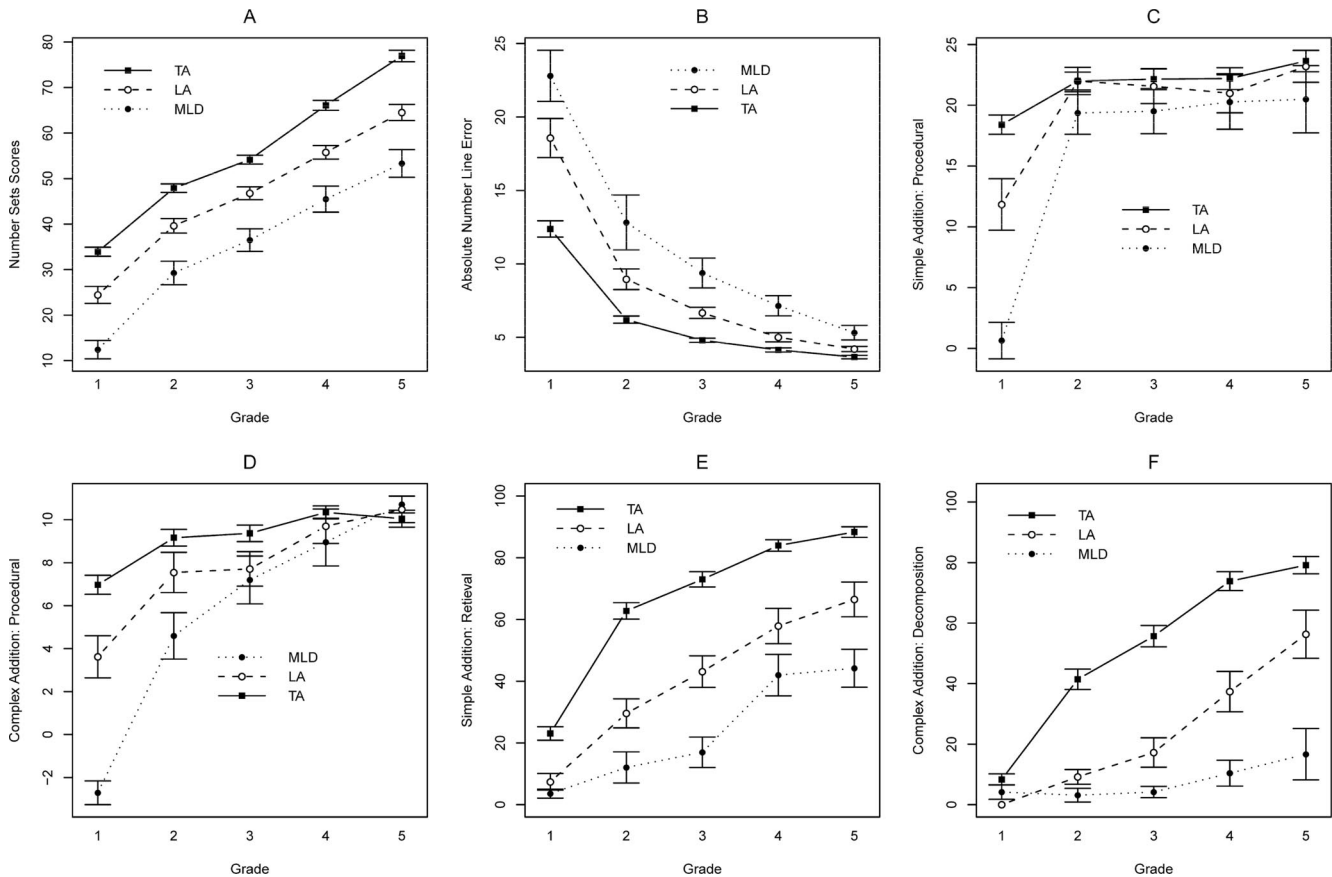 A
Number Sets Scores
80
70
60
50
40
30
20
10
TA
LA
MLD
1 2 3 4 5
Grade
B
Absolute Number Line Error
25
20
15
10
5
MLD
LA
TA
1 2 3 4 5
Grade
C
Simple Addition: Procedural
25
20
15
10
5
0
TA
LA
MLD
1 2 3 4 5
Grade
D
Complex Addition: Procedural
10
8
6
4
2
0
−2
MLD
LA
TA
1 2 3 4 5
Grade
E
Simple Addition: Retieval
100
80
60
40
20
0
TA
LA
MLD
1 2 3 4 5
Grade
F
Complex Addition: Decomposition
100
80
60
40
20
0
TA
LA
MLD
1 2 3 4 5
Grade